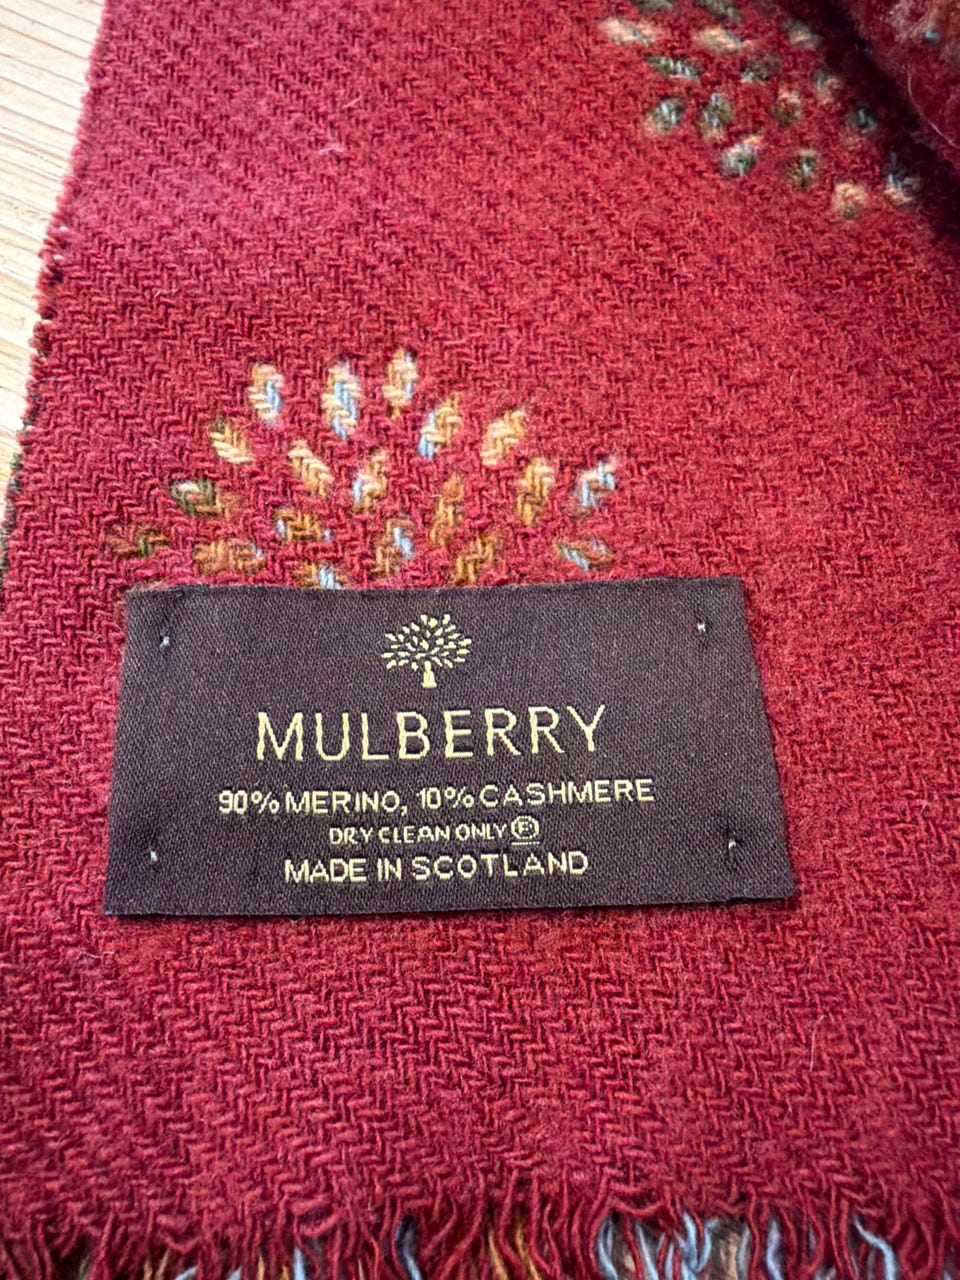 MULBERRY
90% MERINO, 10% CASHMERE
DRY CLEAN ONLY Ⓟ
MADE IN SCOTLAND